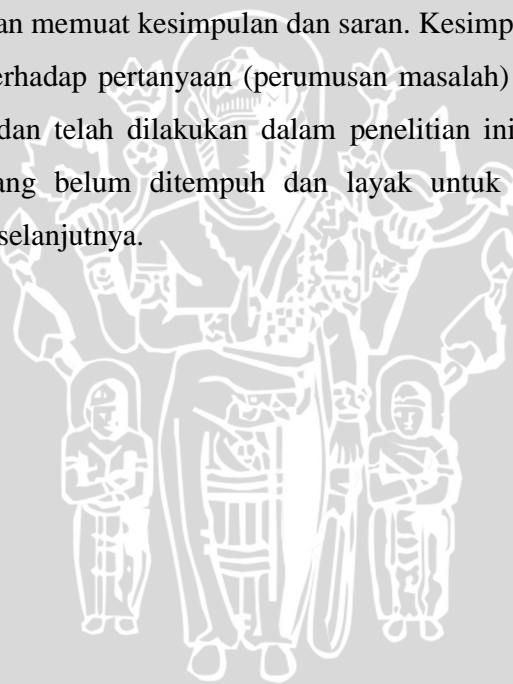 an memuat kesimpulan dan saran. Kesimp
erhadap pertanyaan (perumusan masalah)
dan telah dilakukan dalam penelitian ini
ang belum ditempuh dan layak untuk
selanjutnya.